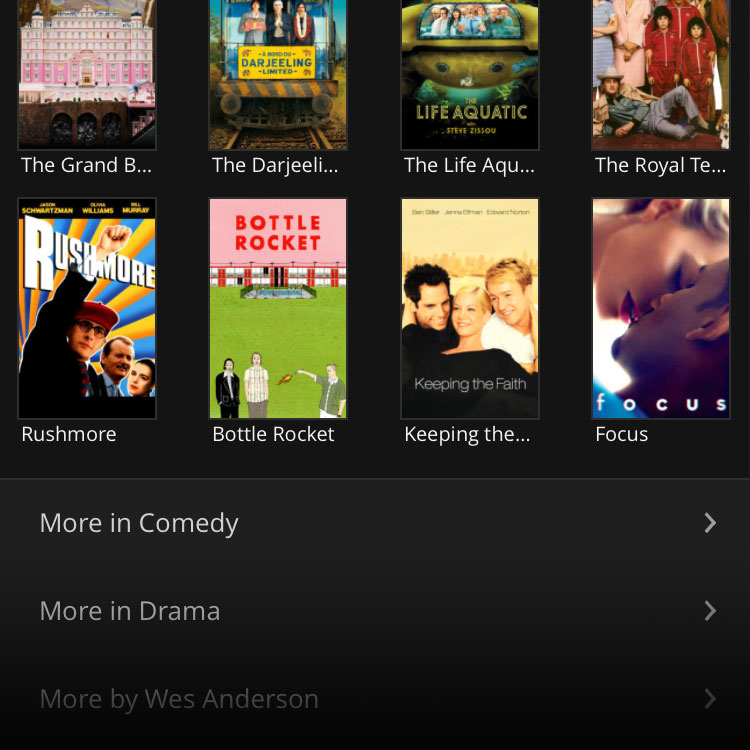 – A BORD DU –
DARJEELING
– LIMITED –
THE
LIFE AQUATIC
with
STEVE ZISSOU
The Grand B...
The Darjeeli...
The Life Aqu...
The Royal Te...
JASON SCHWARTZMAN
OLIVIA WILLIAMS
BILL MURRAY
RUSHMORE
BOTTLE
ROCKET
Ben Stiller Jenna Elfman Edward Norton
Keeping the Faith
focus
Rushmore
Bottle Rocket
Keeping the...
Focus
More in Comedy
More in Drama
More by Wes Anderson